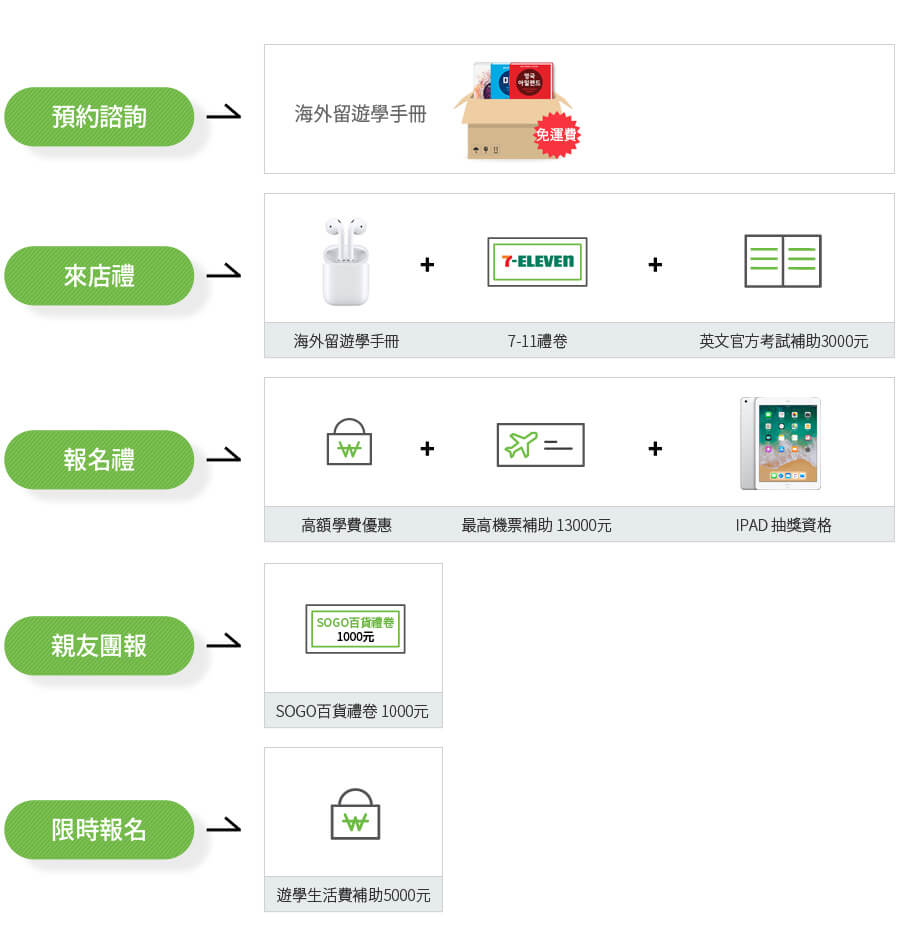 預約諮詢
海外留遊學手冊
영국
아일랜드
免運費
來店禮
7-ELEVEN
海外留遊學手冊
7-11禮卷
英文官方考試補助3000元
報名禮
高額學費優惠
最高機票補助 13000元
IPAD 抽獎資格
親友團報
SOGO百貨禮卷
1000元
SOGO百貨禮卷 1000元
限時報名
遊學生活費補助5000元